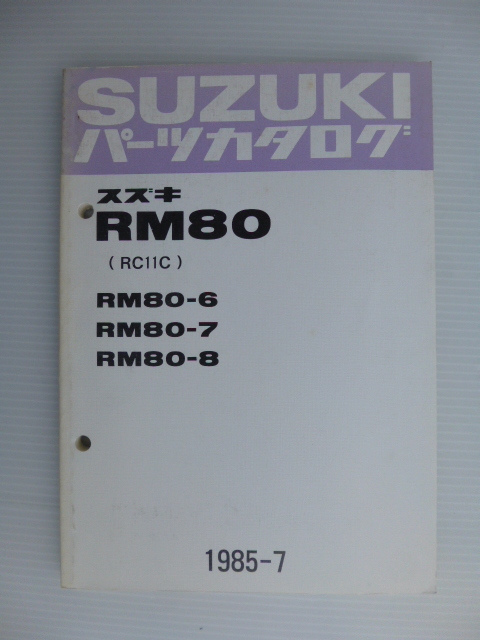 SUZUKI
パーツカタログ
スズキ
RM80
( RC11C )
RM80-6
RM80-7
RM80-8
1985-7